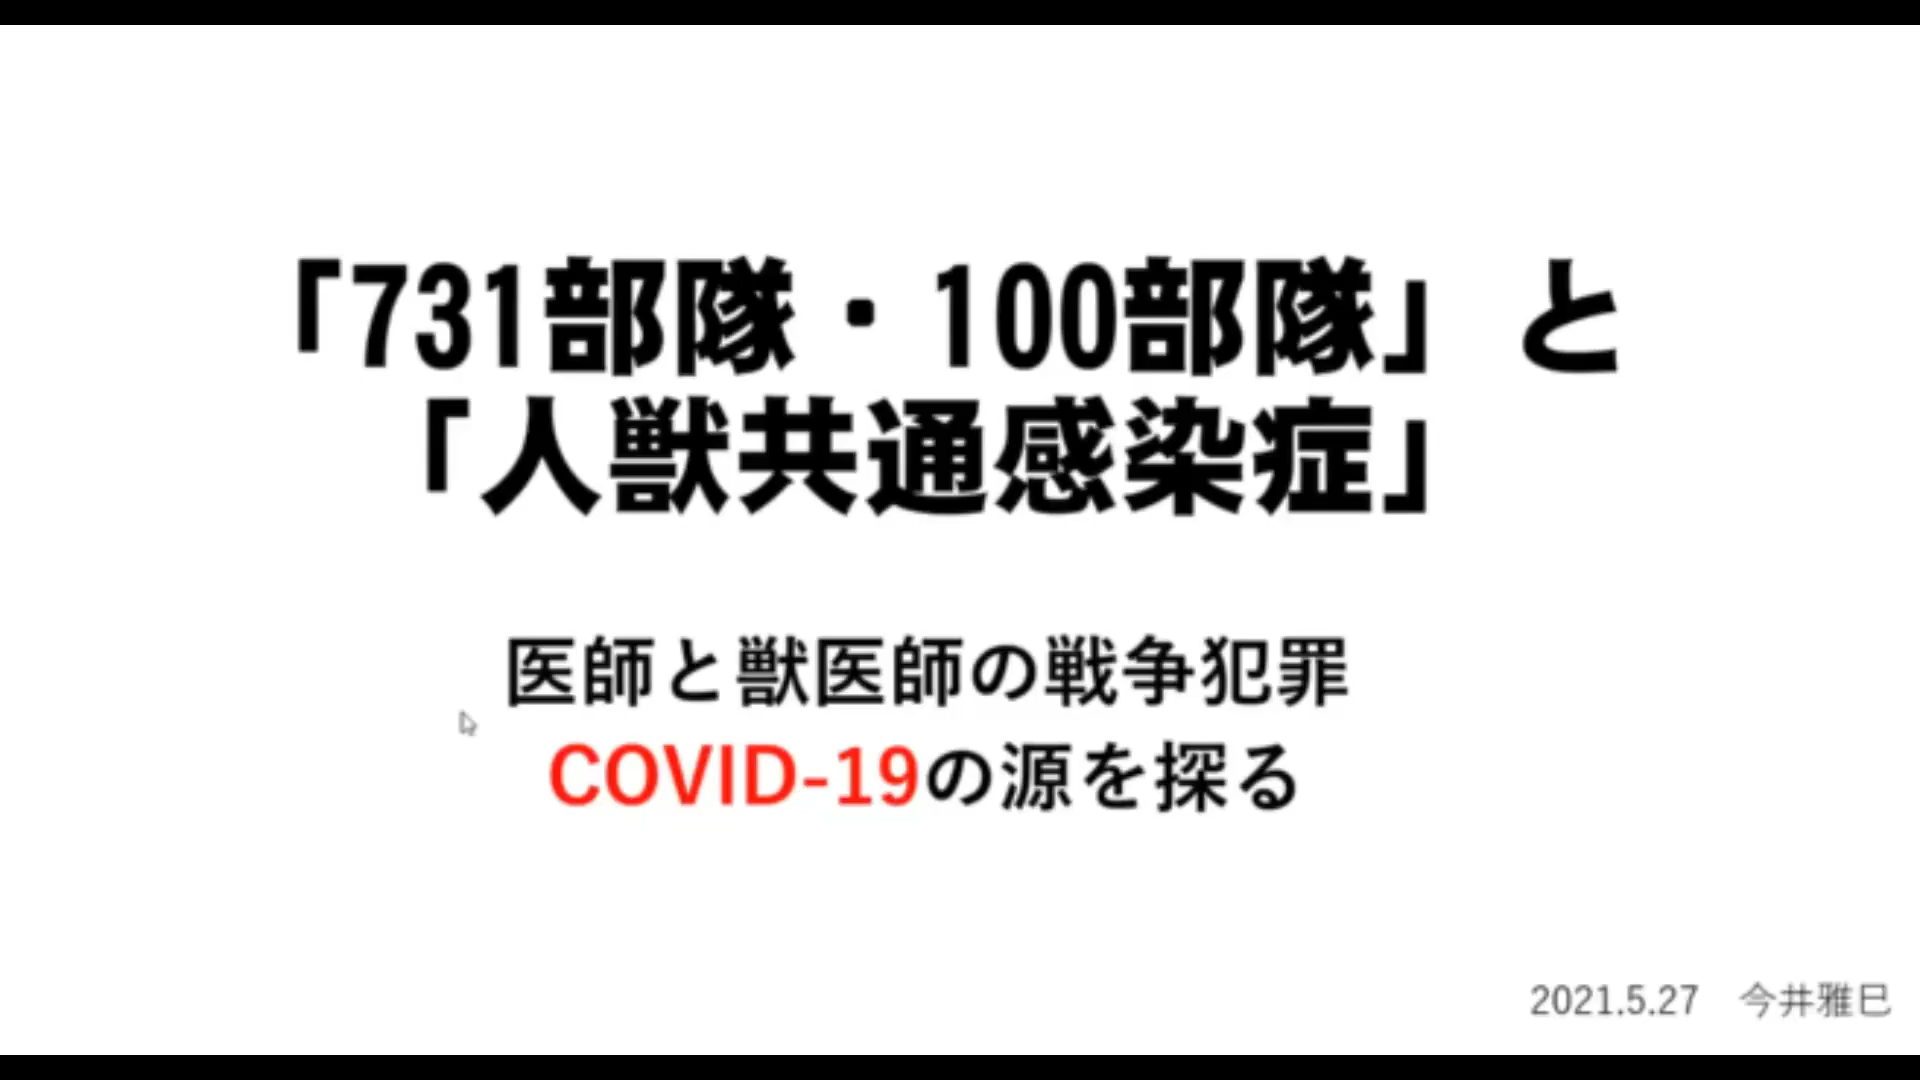 「731部隊・100部隊」と
「人獣共通感染症」
医師と獣医師の戦争犯罪
COVID-19の源を探る
2021.5.27　今井雅巳